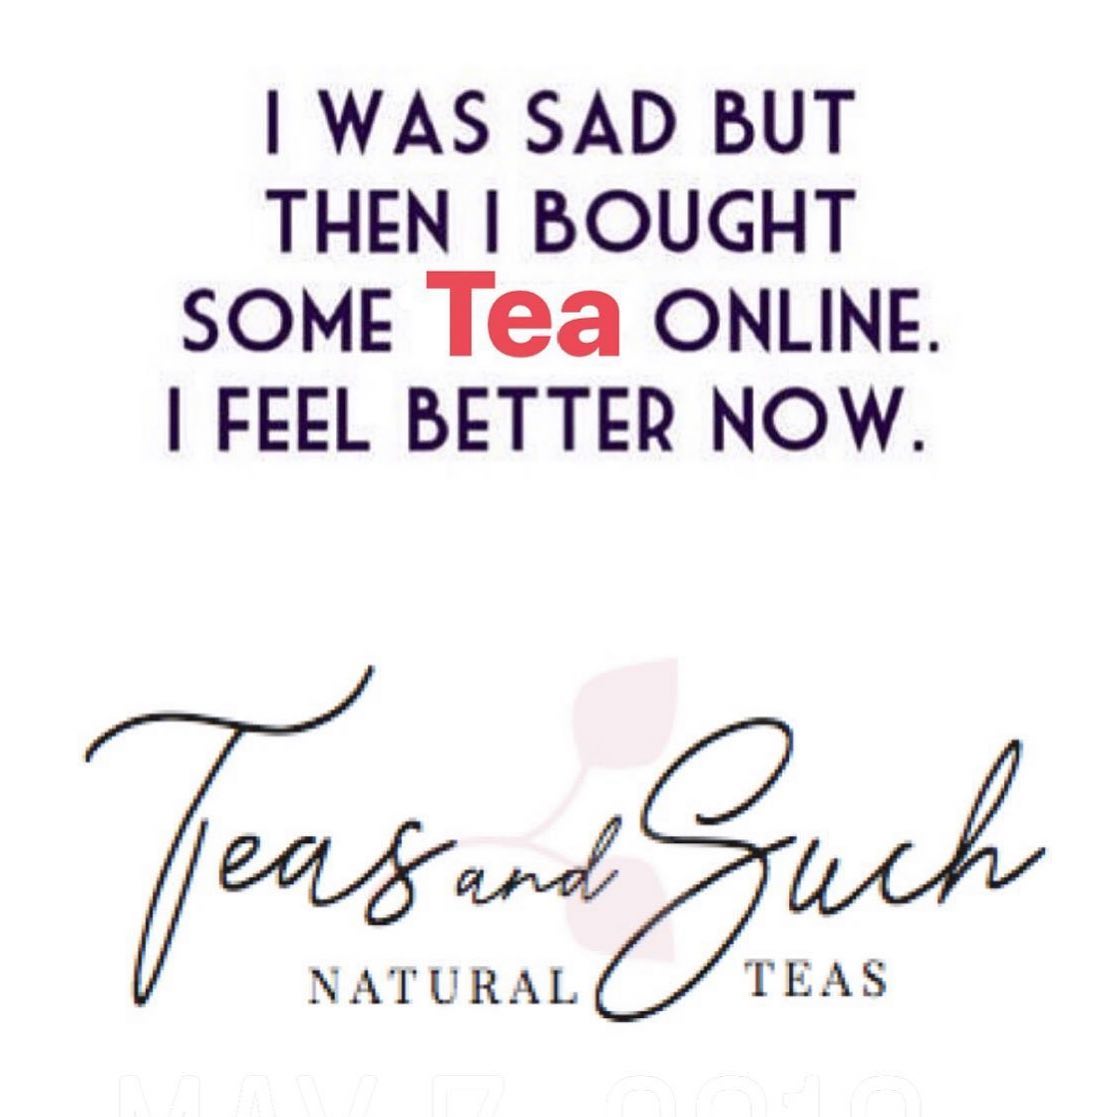 I WAS SAD BUT
THEN I BOUGHT
SOME Tea ONLINE.
I FEEL BETTER NOW.
Teas and Such
NATURAL TEAS